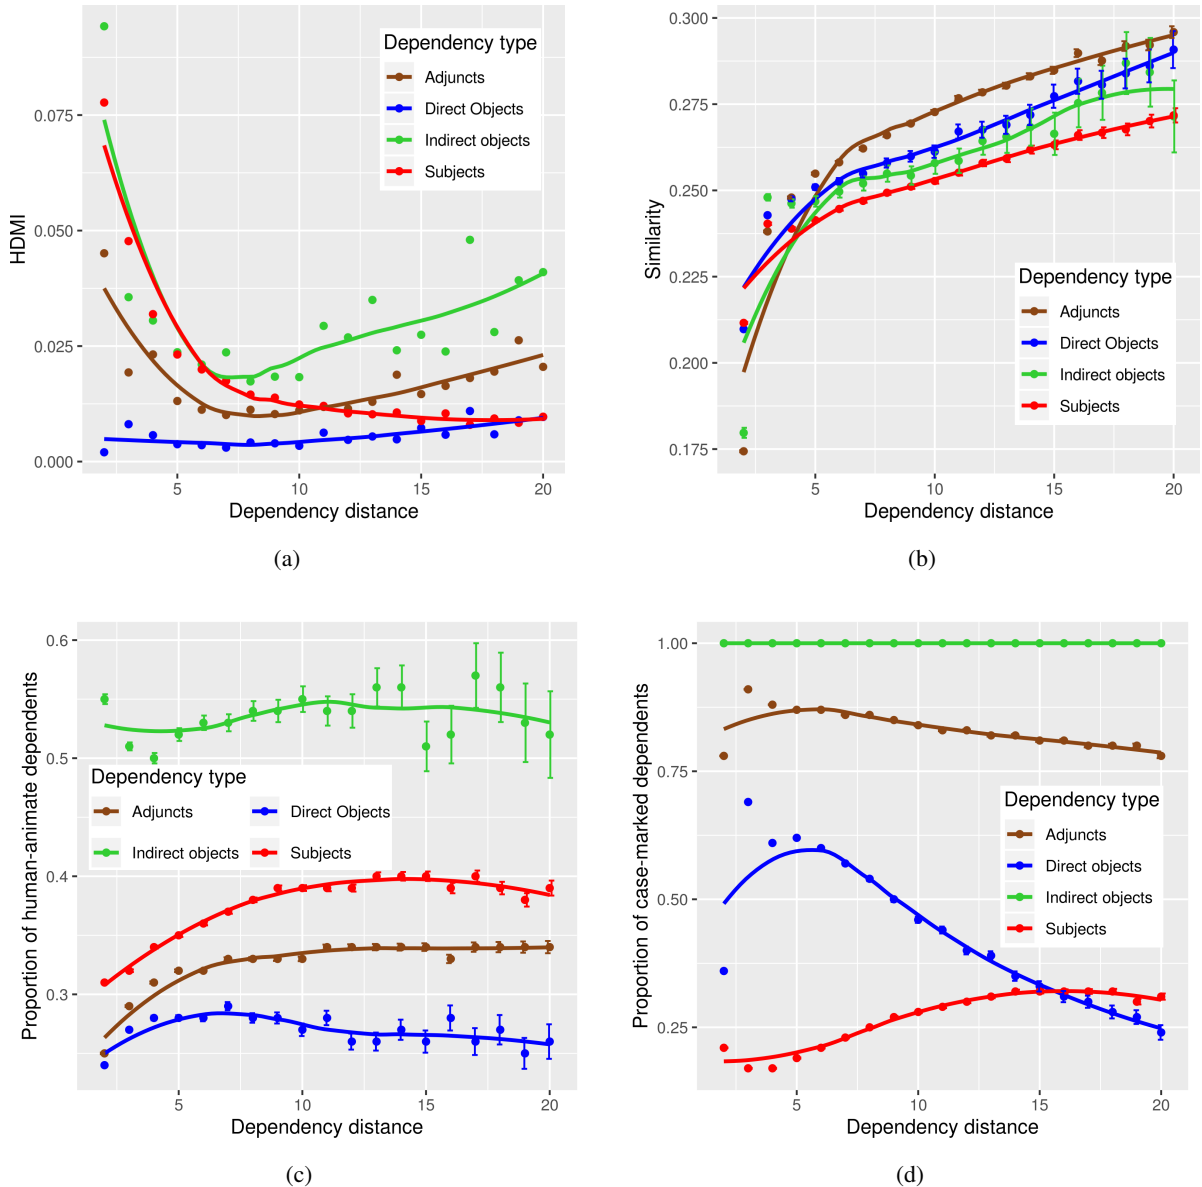 HDMI
0.075
0.050
0.025
0.000
Dependency type
Adjuncts
Direct Objects
Indirect objects
Subjects
5 10 15 20
Dependency distance
(a)
Similarity
0.300
0.275
0.250
0.225
0.200
0.175
Dependency type
Adjuncts
Direct Objects
Indirect objects
Subjects
5 10 15 20
Dependency distance
(b)
Proportion of human-animate dependents
0.6
0.5
0.4
0.3
Dependency type
Adjuncts Direct Objects
Indirect objects Subjects
5 10 15 20
Dependency distance
(c)
Proportion of case-marked dependents
1.00
0.75
0.50
0.25
Dependency type
Adjuncts
Direct objects
Indirect objects
Subjects
5 10 15 20
Dependency distance
(d)